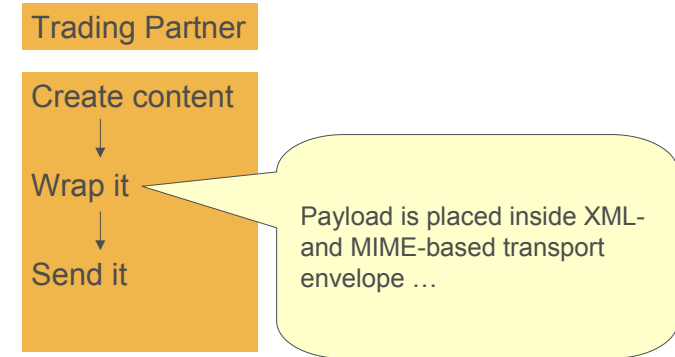 Trading Partner
Create content
Wrap it
Send it
Payload is placed inside XML-
and MIME-based transport
envelope …